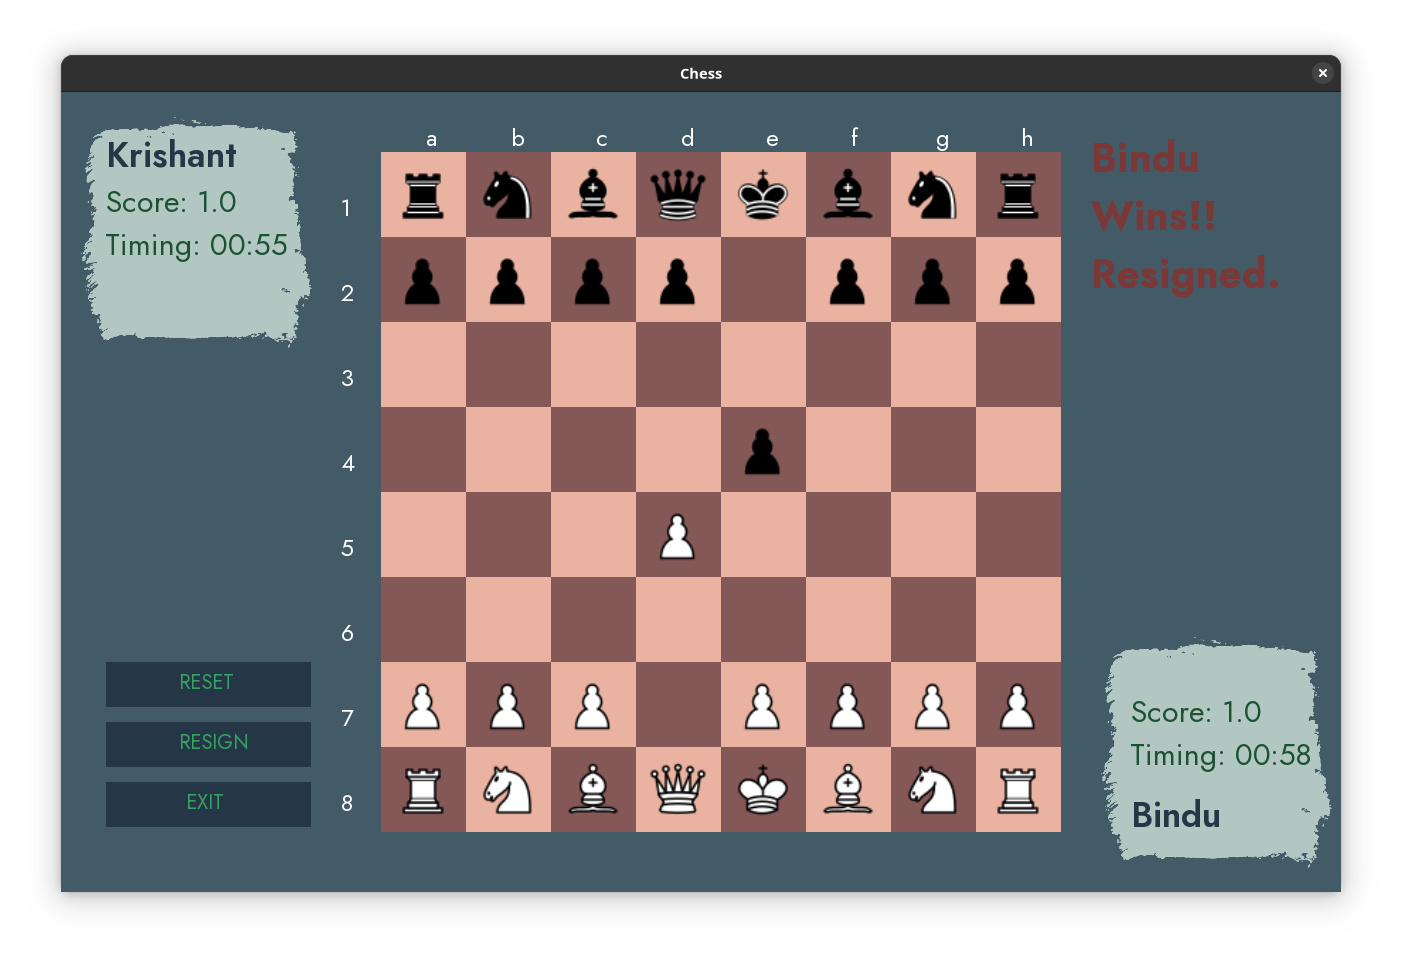 Chess
Krishant
Score: 1.0
Timing: 00:55
a b c d e f g h
1
2
3
4
5
6
7
8
Bindu
Wins!!
Resigned.
RESET
RESIGN
EXIT
Score: 1.0
Timing: 00:58
Bindu